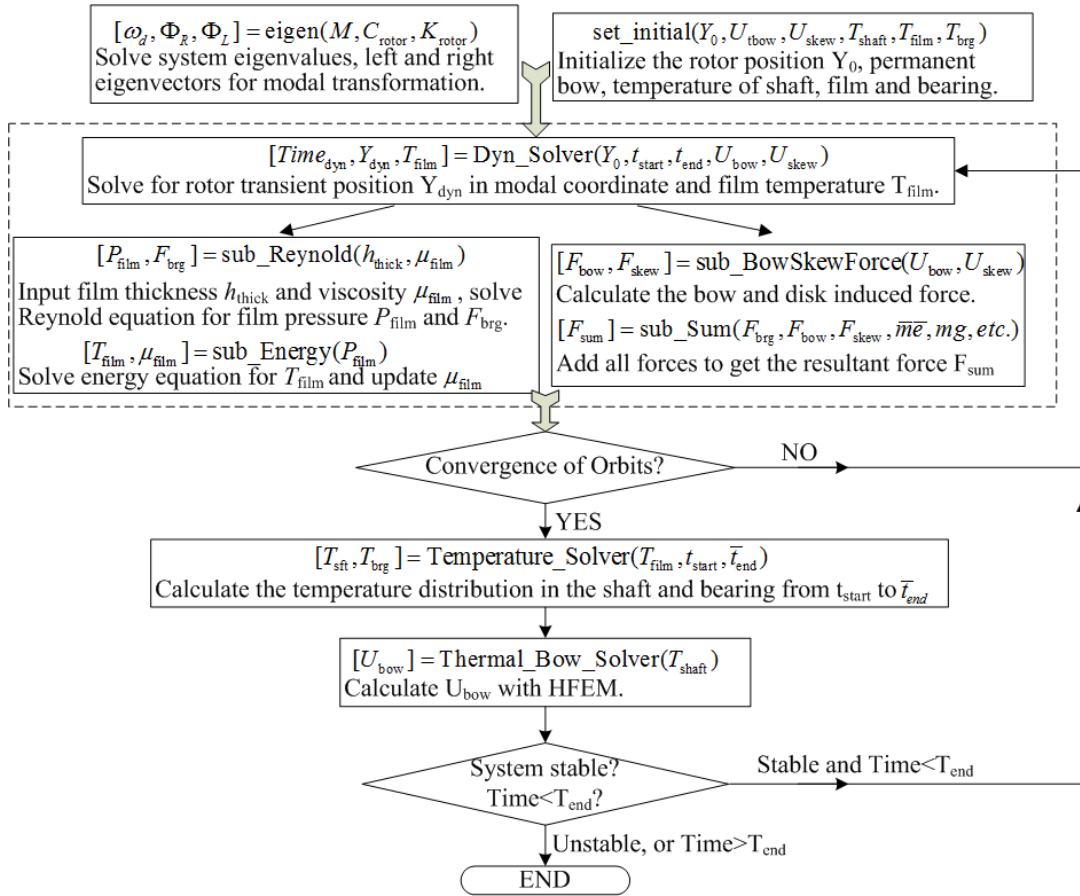 [ω_d, Φ_R, Φ_L] = eigen(M, C_rotor, K_rotor)
Solve system eigenvalues, left and right
eigenvectors for modal transformation.
set_initial(Y_0, U_tbow, U_skew, T_shaft, T_film, T_brg)
Initialize the rotor position Y_0, permanent
bow, temperature of shaft, film and bearing.
[Time_dyn, Y_dyn, T_film] = Dyn_Solver(Y_0, t_start, t_end, U_bow, U_skew)
Solve for rotor transient position Y_dyn in modal coordinate and film temperature T_film.
[P_film, F_brg] = sub_Reynold(h_thick, μ_film)
Input film thickness h_thick and viscosity μ_film, solve
Reynold equation for film pressure P_film and F_brg.
[T_film, μ_film] = sub_Energy(P_film)
Solve energy equation for T_film and update μ_film
[F_bow, F_skew] = sub_BowSkewForce(U_bow, U_skew)
Calculate the bow and disk induced force.
[F_sum] = sub_Sum(F_brg, F_bow, F_skew, m̅e̅, mg, etc.)
Add all forces to get the resultant force F_sum
Convergence of Orbits?
NO
YES
[T_sft, T_brg] = Temperature_Solver(T_film, t_start, t̅_end)
Calculate the temperature distribution in the shaft and bearing from t_start to t̅_end
[U_bow] = Thermal_Bow_Solver(T_shaft)
Calculate U_bow with HFEM.
System stable?
Time<T_end?
Stable and Time<T_end
Unstable, or Time>T_end
END